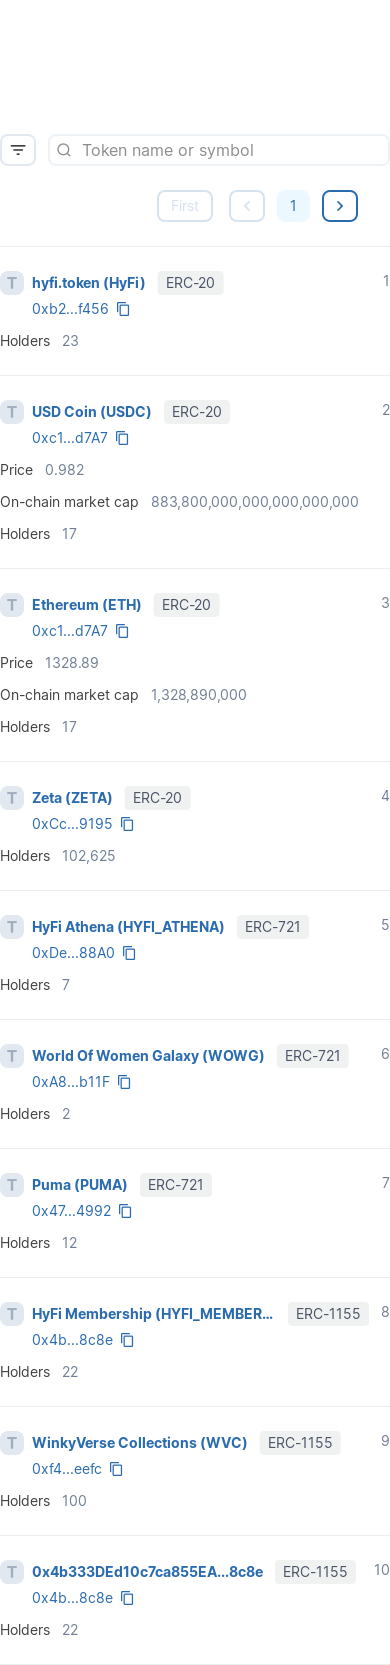 Token name or symbol
First
1
T hyfi.token (HyFi) ERC-20 1
0xb2...f456
Holders 23
T USD Coin (USDC) ERC-20 2
0xc1...d7A7
Price 0.982
On-chain market cap 883,800,000,000,000,000,000
Holders 17
T Ethereum (ETH) ERC-20 3
0xc1...d7A7
Price 1328.89
On-chain market cap 1,328,890,000
Holders 17
T Zeta (ZETA) ERC-20 4
0xCc...9195
Holders 102,625
T HyFi Athena (HYFI_ATHENA) ERC-721 5
0xDe...88A0
Holders 7
T World Of Women Galaxy (WOWG) ERC-721 6
0xA8...b11F
Holders 2
T Puma (PUMA) ERC-721 7
0x47...4992
Holders 12
T HyFi Membership (HYFI_MEMBER... ERC-1155 8
0x4b...8c8e
Holders 22
T WinkyVerse Collections (WVC) ERC-1155 9
0xf4...eefc
Holders 100
T 0x4b333DEd10c7ca855EA...8c8e ERC-1155 10
0x4b...8c8e
Holders 22